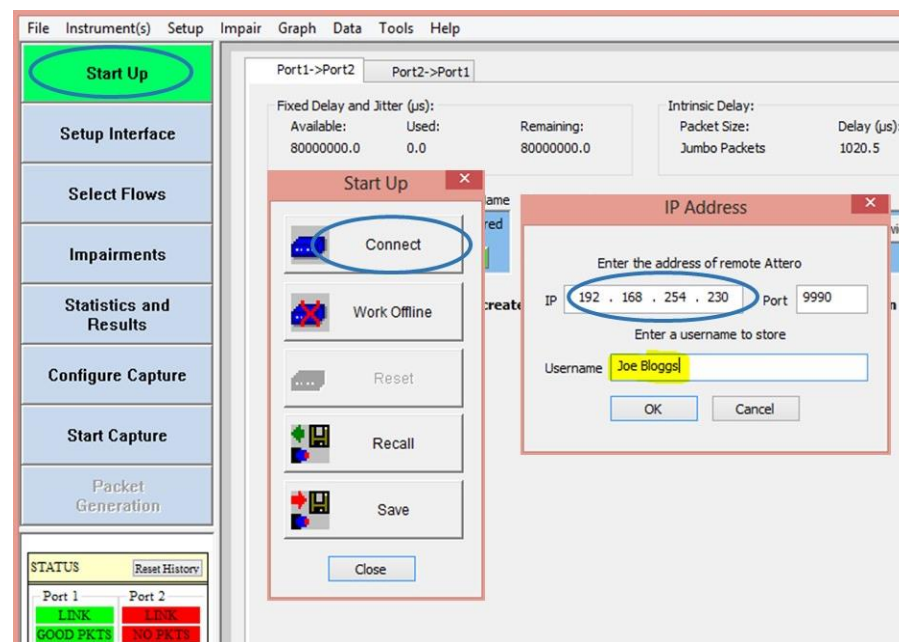 File Instrument(s) Setup Impair Graph Data Tools Help
Start Up
Setup Interface
Select Flows
Impairments
Statistics and
Results
Configure Capture
Start Capture
Packet
Generation
STATUS Reset History
Port 1 Port 2
LINK LINK
GOOD PKTS NO PKTS
Port1->Port2 Port2->Port1
Fixed Delay and Jitter (µs):
Available: Used: Remaining:
80000000.0 0.0 80000000.0
Intrinsic Delay:
Packet Size: Delay (µs):
Jumbo Packets 1020.5
Start Up
Connect
Work Offline
Reset
Recall
Save
Close
IP Address
Enter the address of remote Attero
IP 192 . 168 . 254 . 230 Port 9990
Enter a username to store
Username Joe Bloggs
OK Cancel